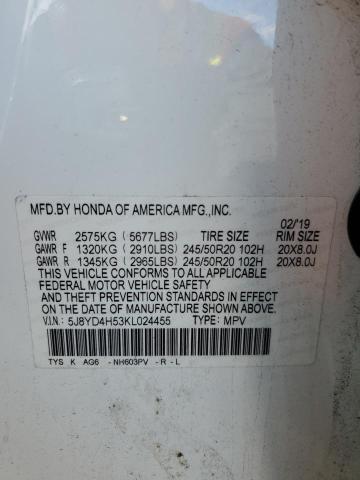 MFD.BY HONDA OF AMERICA MFG.,INC.
02/'19
GVWR 2575KG ( 5677LBS) TIRE SIZE RIM SIZE
GAWR F 1320KG ( 2910LBS) 245/50R20 102H 20X8.0J
GAWR R 1345KG ( 2965LBS) 245/50R20 102H 20X8.0J
THIS VEHICLE CONFORMS TO ALL APPLICABLE
FEDERAL MOTOR VEHICLE SAFETY
STANDARDS IN EFFECT
ON THE DATE OF MANUFACTURE SHOWN ABOVE.
V.I.N: 5J8YD4H53KL024455 TYPE: MPV
TYS K AG6 -NH603PV -R -L